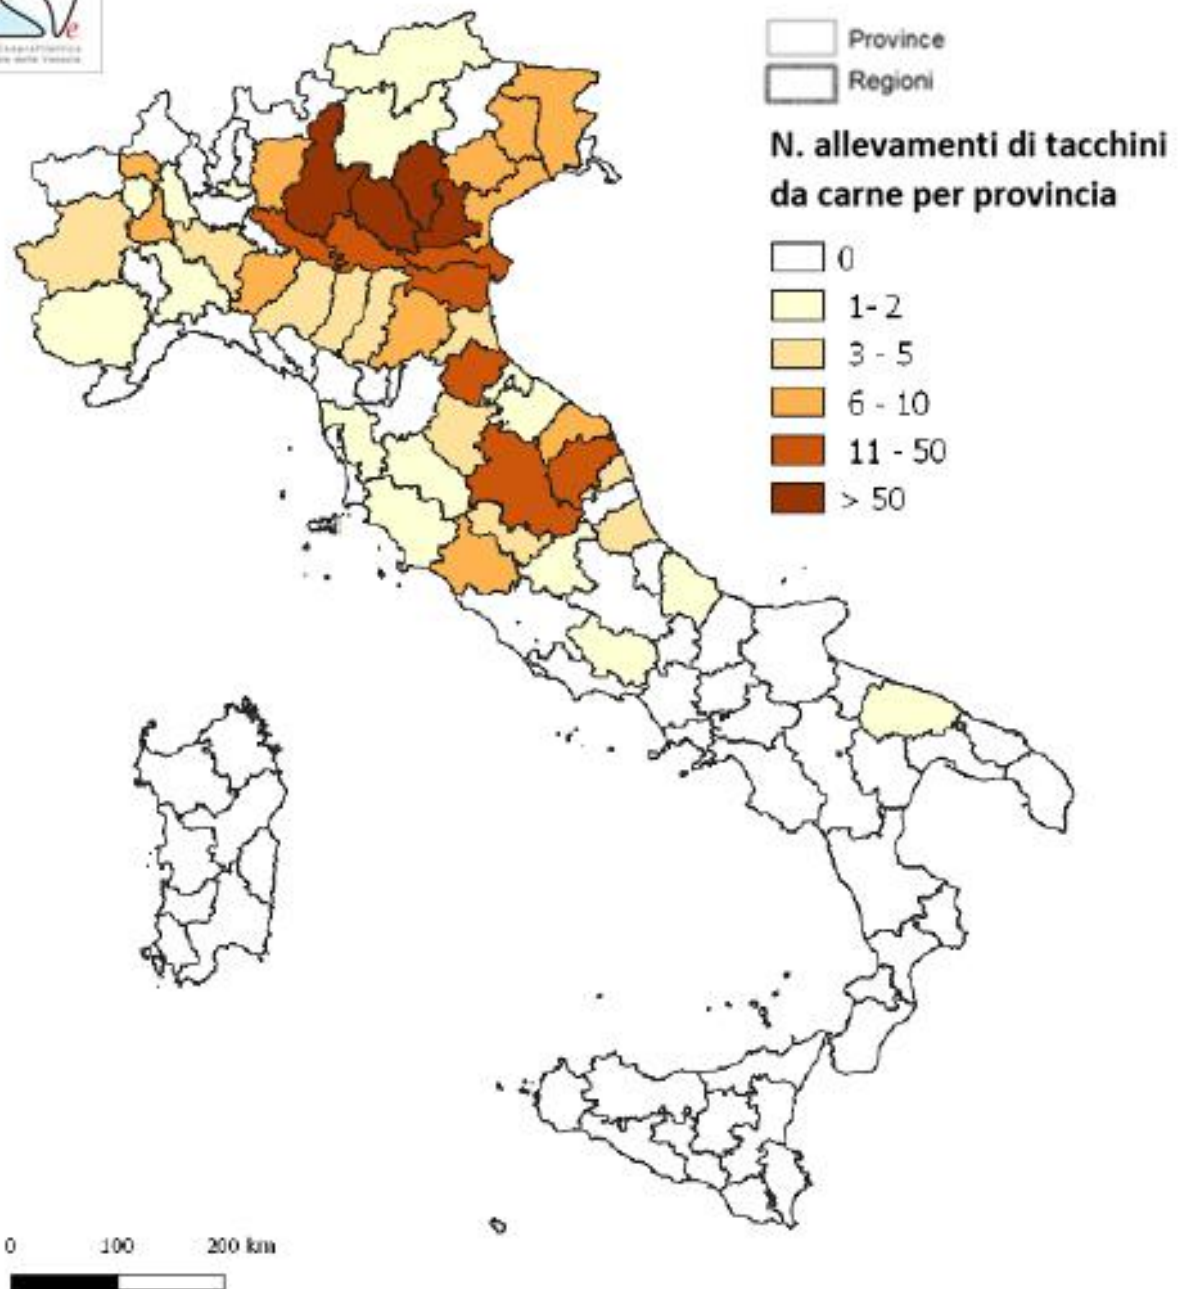 Province
Regioni
N. allevamenti di tacchini
da carne per provincia
0
1- 2
3 - 5
6 - 10
11 - 50
> 50
0 100 200 km